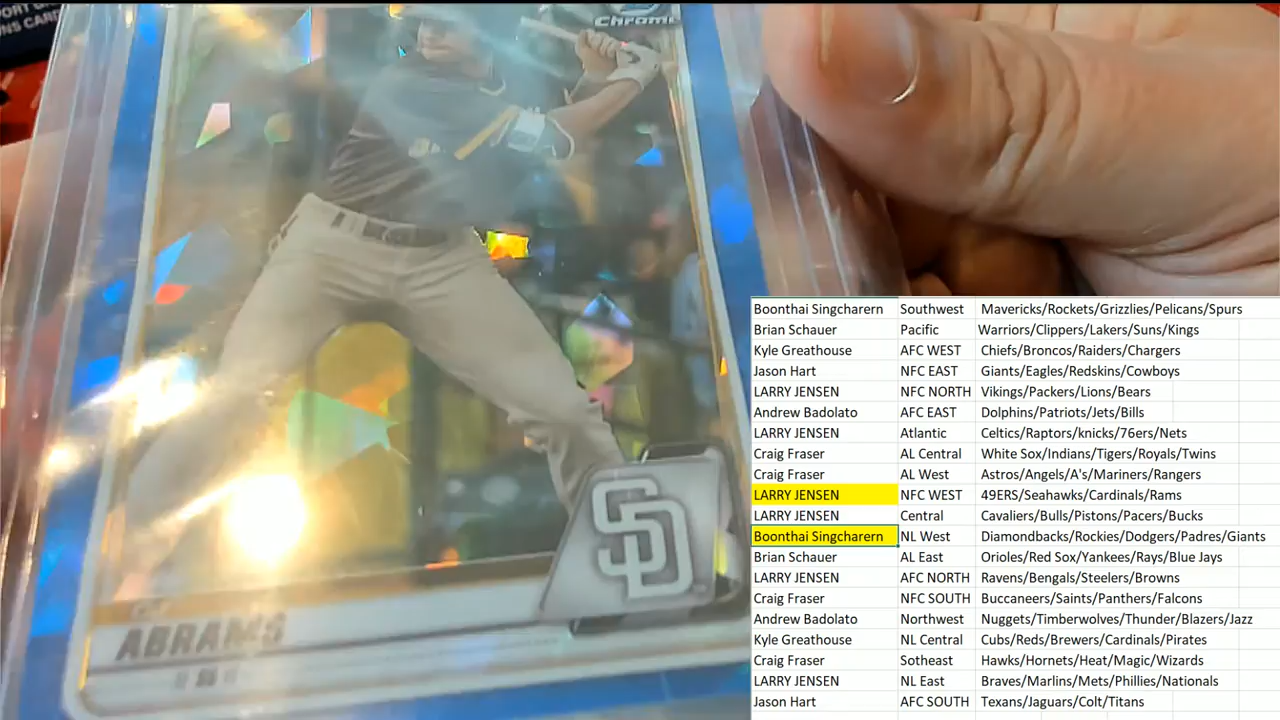 PORT
NS CARD
Chrome
SD
CJ
ABRAMS
SS
Boonthai Singcharern Southwest Mavericks/Rockets/Grizzlies/Pelicans/Spurs
Brian Schauer Pacific Warriors/Clippers/Lakers/Suns/Kings
Kyle Greathouse AFC WEST Chiefs/Broncos/Raiders/Chargers
Jason Hart NFC EAST Giants/Eagles/Redskins/Cowboys
LARRY JENSEN NFC NORTH Vikings/Packers/Lions/Bears
Andrew Badolato AFC EAST Dolphins/Patriots/Jets/Bills
LARRY JENSEN Atlantic Celtics/Raptors/knicks/76ers/Nets
Craig Fraser AL Central White Sox/Indians/Tigers/Royals/Twins
Craig Fraser AL West Astros/Angels/A's/Mariners/Rangers
LARRY JENSEN NFC WEST 49ERS/Seahawks/Cardinals/Rams
LARRY JENSEN Central Cavaliers/Bulls/Pistons/Pacers/Bucks
Boonthai Singcharern NL West Diamondbacks/Rockies/Dodgers/Padres/Giants
Brian Schauer AL East Orioles/Red Sox/Yankees/Rays/Blue Jays
LARRY JENSEN AFC NORTH Ravens/Bengals/Steelers/Browns
Craig Fraser NFC SOUTH Buccaneers/Saints/Panthers/Falcons
Andrew Badolato Northwest Nuggets/Timberwolves/Thunder/Blazers/Jazz
Kyle Greathouse NL Central Cubs/Reds/Brewers/Cardinals/Pirates
Craig Fraser Sotheast Hawks/Hornets/Heat/Magic/Wizards
LARRY JENSEN NL East Braves/Marlins/Mets/Phillies/Nationals
Jason Hart AFC SOUTH Texans/Jaguars/Colt/Titans